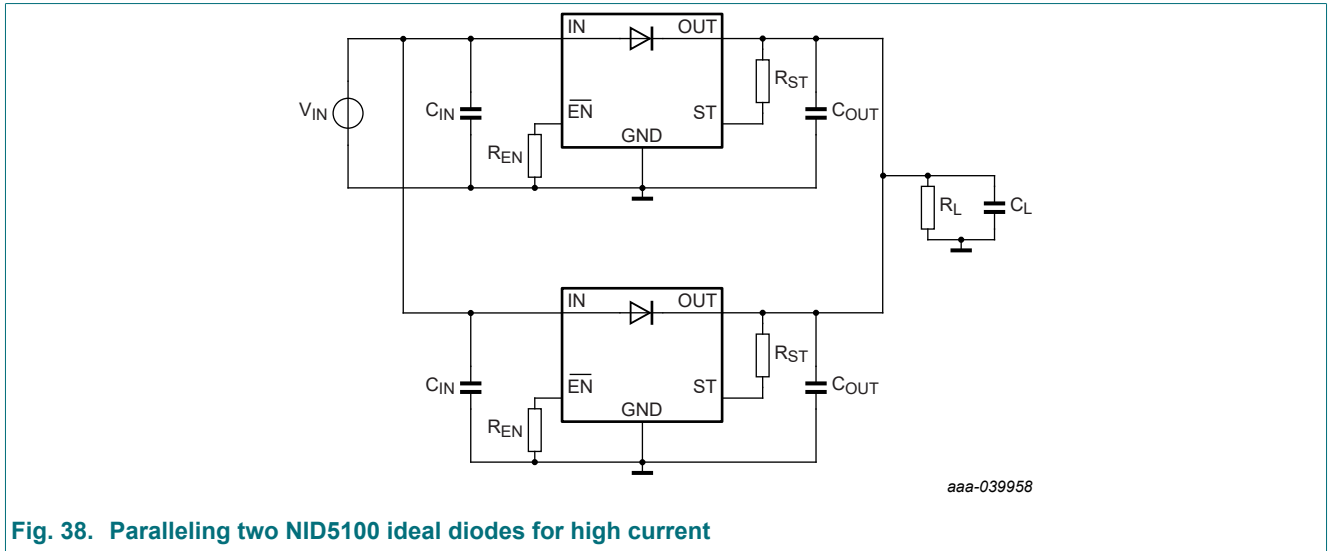 IN OUT
V_IN C_IN R_ST
EN ST C_OUT
GND
R_EN
R_L C_L
IN OUT
R_ST
C_IN EN ST C_OUT
GND
R_EN
aaa-039958
Fig. 38. Paralleling two NID5100 ideal diodes for high current